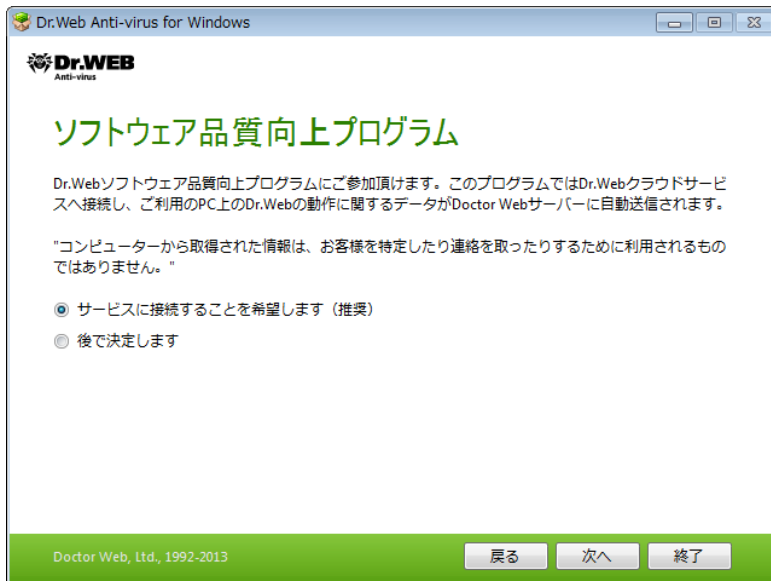 Dr.Web Anti-virus for Windows
Dr.WEB
Anti-virus
ソフトウェア品質向上プログラム
Dr.Webソフトウェア品質向上プログラムにご参加頂けます。このプログラムではDr.Webクラウドサービ
スへ接続し、ご利用のPC上のDr.Webの動作に関するデータがDoctor Webサーバーに自動送信されます。
"コンピューターから取得された情報は、お客様を特定したり連絡を取ったりするために利用されるもの
ではありません。"
サービスに接続することを希望します（推奨）
後で決定します
Doctor Web, Ltd., 1992-2013
戻る 次へ 終了